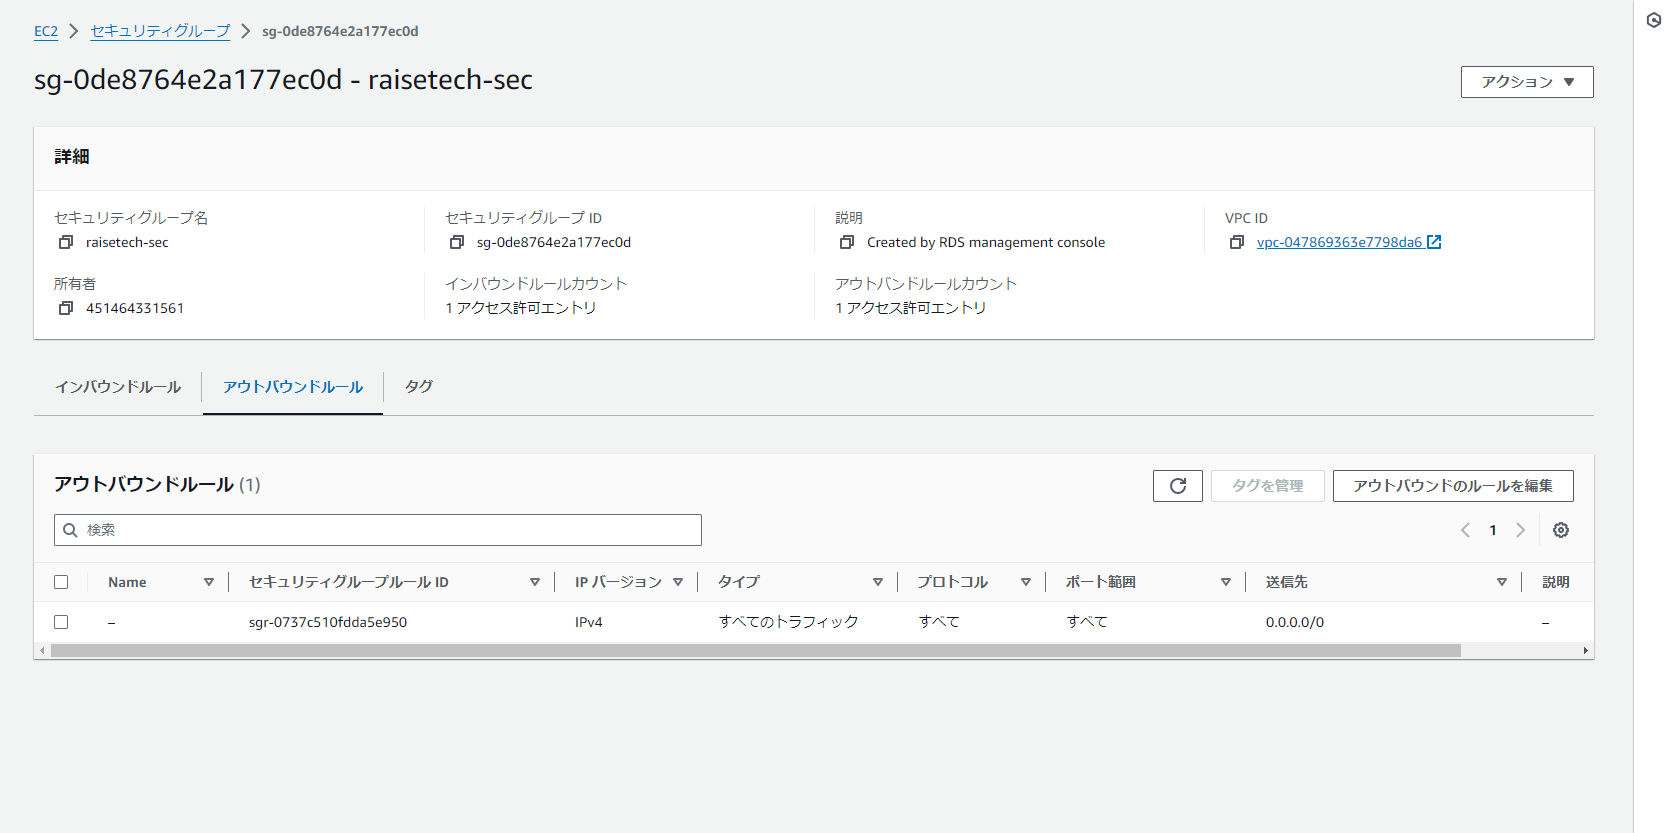 EC2 > セキュリティグループ > sg-0de8764e2a177ec0d
sg-0de8764e2a177ec0d - raisetech-sec
アクション
詳細
セキュリティグループ名
raisetech-sec
セキュリティグループ ID
sg-0de8764e2a177ec0d
説明
Created by RDS management console
VPC ID
vpc-047869363e7798da6
所有者
451464331561
インバウンドルールカウント
1 アクセス許可エントリ
アウトバンドルールカウント
1 アクセス許可エントリ
インバウンドルール アウトバウンドルール タグ
アウトバウンドルール (1)
タグを管理 アウトバウンドのルールを編集
検索
1
Name セキュリティグループルール ID IP バージョン タイプ プロトコル ポート範囲 送信先 説明
– sgr-0737c510fdda5e950 IPv4 すべてのトラフィック すべて すべて 0.0.0.0/0 –